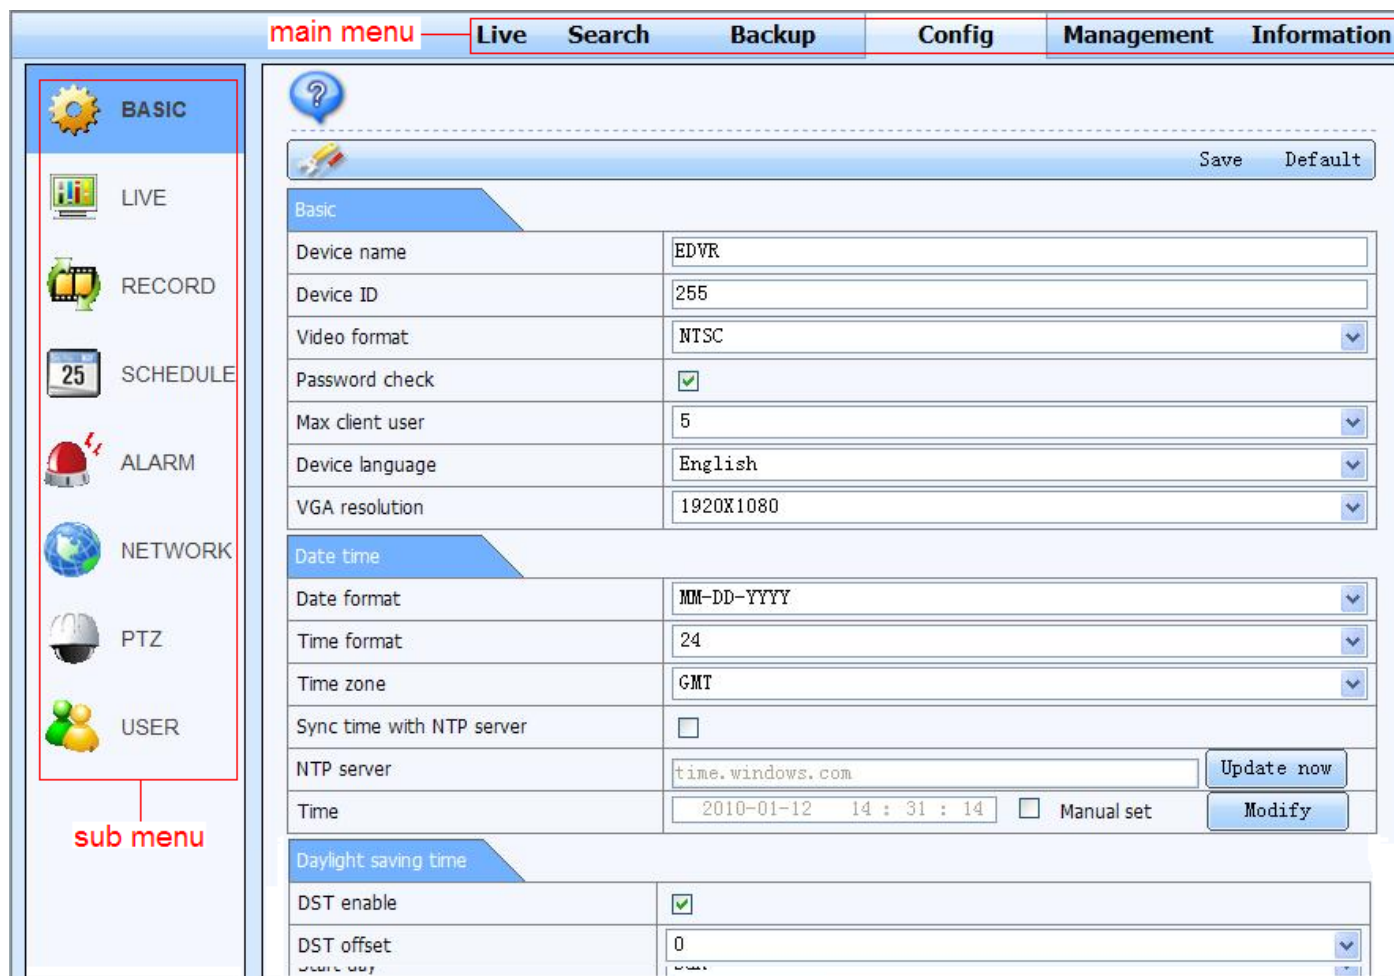 main menu Live Search Backup Config Management Information
BASIC
LIVE
RECORD
25 SCHEDULE
ALARM
NETWORK
PTZ
USER
sub menu
?
Save Default
Basic
Device name EDVR
Device ID 255
Video format NTSC
Password check
Max client user 5
Device language English
VGA resolution 1920X1080
Date time
Date format MM-DD-YYYY
Time format 24
Time zone GMT
Sync time with NTP server
NTP server time.windows.com Update now
Time 2010-01-12 14 : 31 : 14 Manual set Modify
Daylight saving time
DST enable
DST offset 0